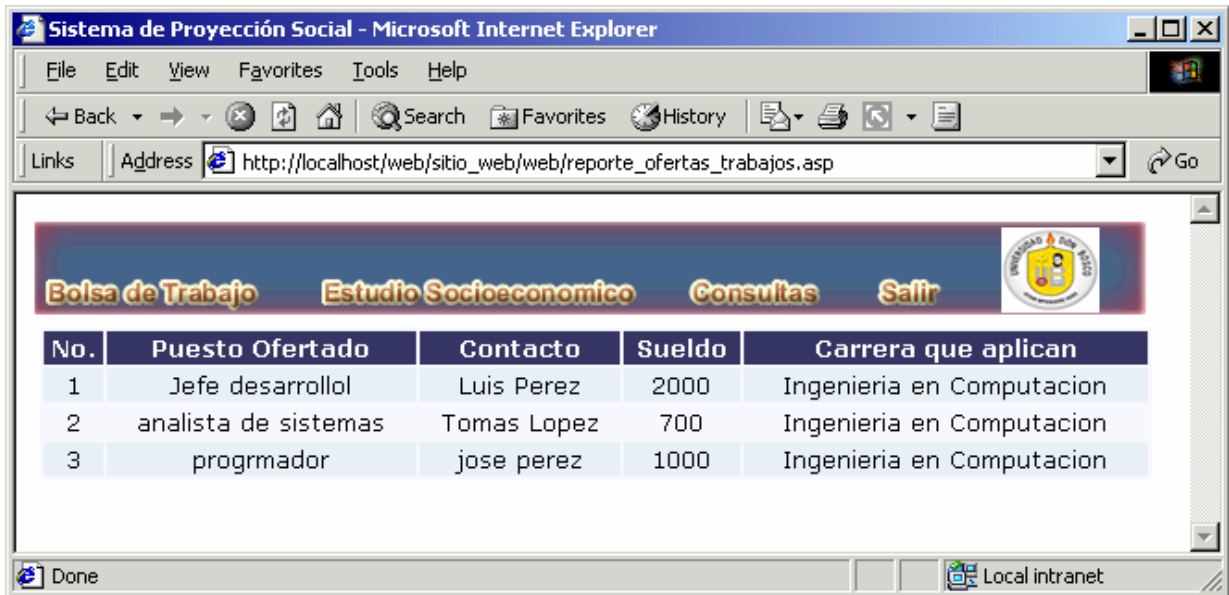 Sistema de Proyección Social - Microsoft Internet Explorer
File Edit View Favorites Tools Help
Back Search Favorites History
Links Address http://localhost/web/sitio_web/web/reporte_ofertas_trabajos.asp Go
Bolsa de Trabajo Estudio Socioeconomico Consultas Salir
UNIVERSIDAD DON BOSCO
No. Puesto Ofertado Contacto Sueldo Carrera que aplican
1 Jefe desarrollol Luis Perez 2000 Ingenieria en Computacion
2 analista de sistemas Tomas Lopez 700 Ingenieria en Computacion
3 progrmador jose perez 1000 Ingenieria en Computacion
Done Local intranet